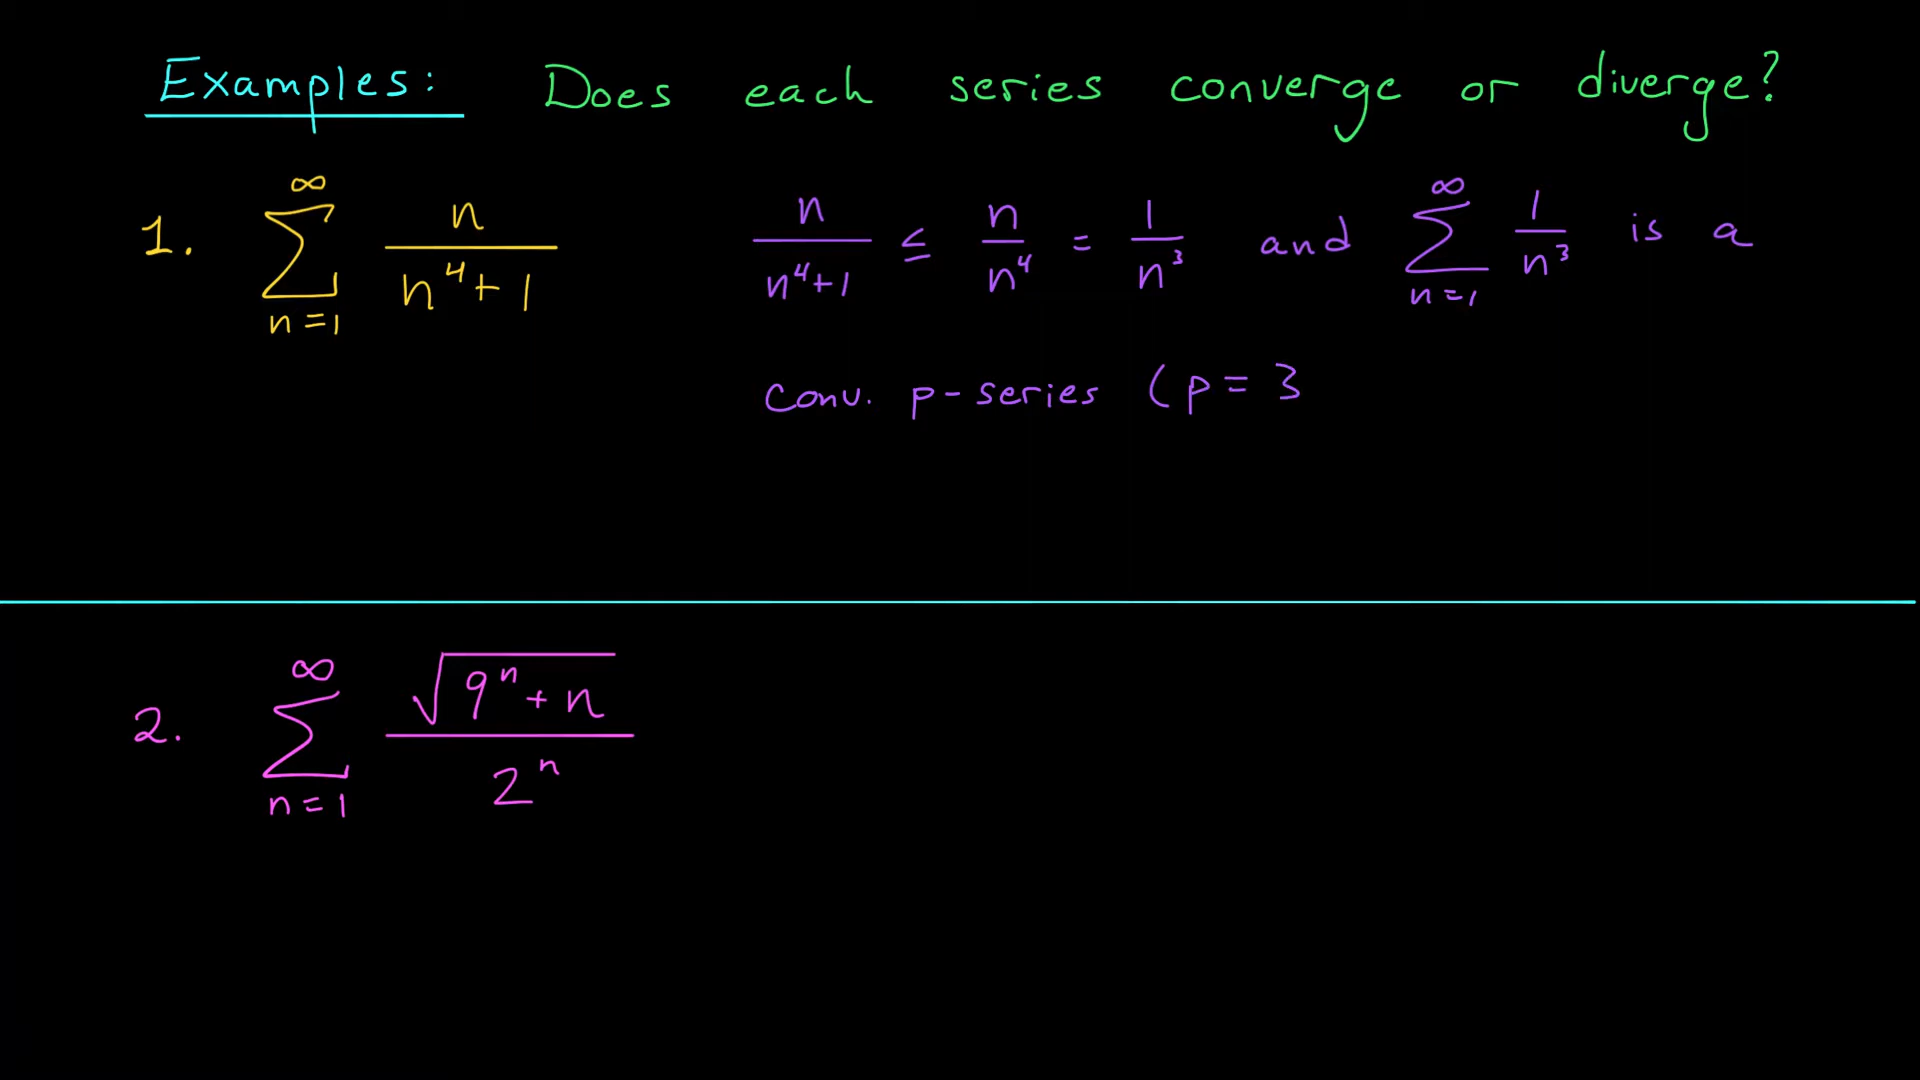 Examples: Does each series converge or diverge?
1. ∑_{n=1}^{∞} n/(n⁴+1)   n/(n⁴+1) ≤ n/n⁴ = 1/n³ and ∑_{n=1}^{∞} 1/n³ is a
conv. p-series (p = 3
2. ∑_{n=1}^{∞} √(9ⁿ+n)/2ⁿ